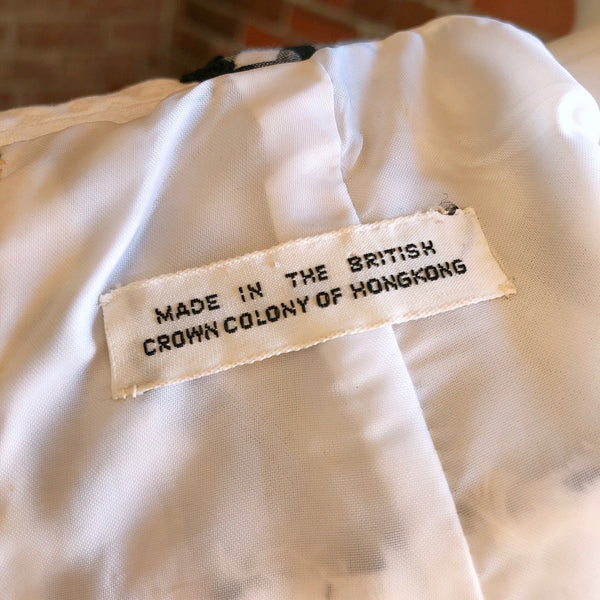 MADE IN THE BRITISH
CROWN COLONY OF HONGKONG